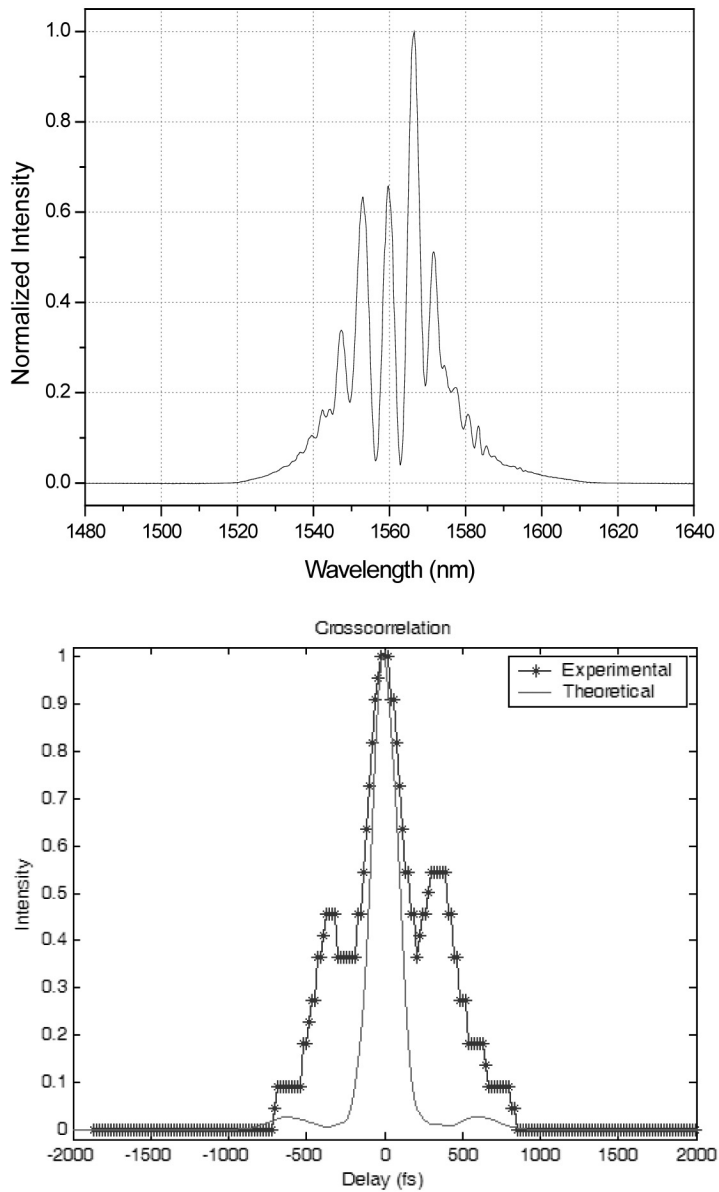 1.0
0.8
0.6
0.4
0.2
0.0
Normalized Intensity
1480 1500 1520 1540 1560 1580 1600 1620 1640
Wavelength (nm)
Crosscorrelation
1
0.9
0.8
0.7
0.6
0.5
0.4
0.3
0.2
0.1
0
Intensity
Experimental
Theoretical
-2000 -1500 -1000 -500 0 500 1000 1500 2000
Delay (fs)